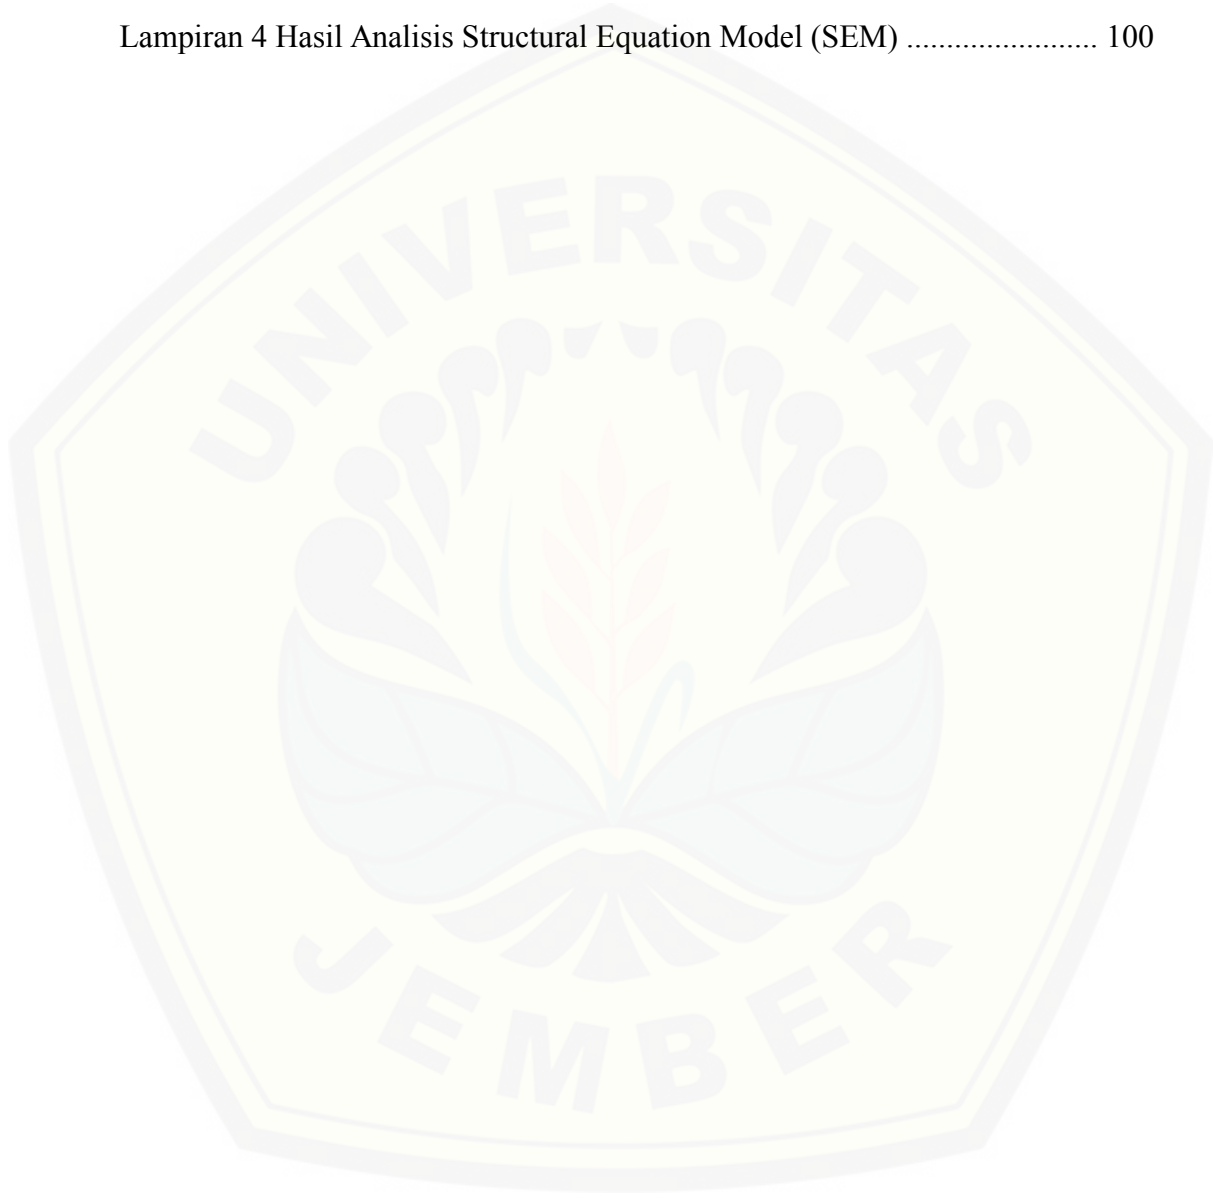 Lampiran 4 Hasil Analisis Structural Equation Model (SEM) ........................ 100
UNIVERSITAS
JEMBER